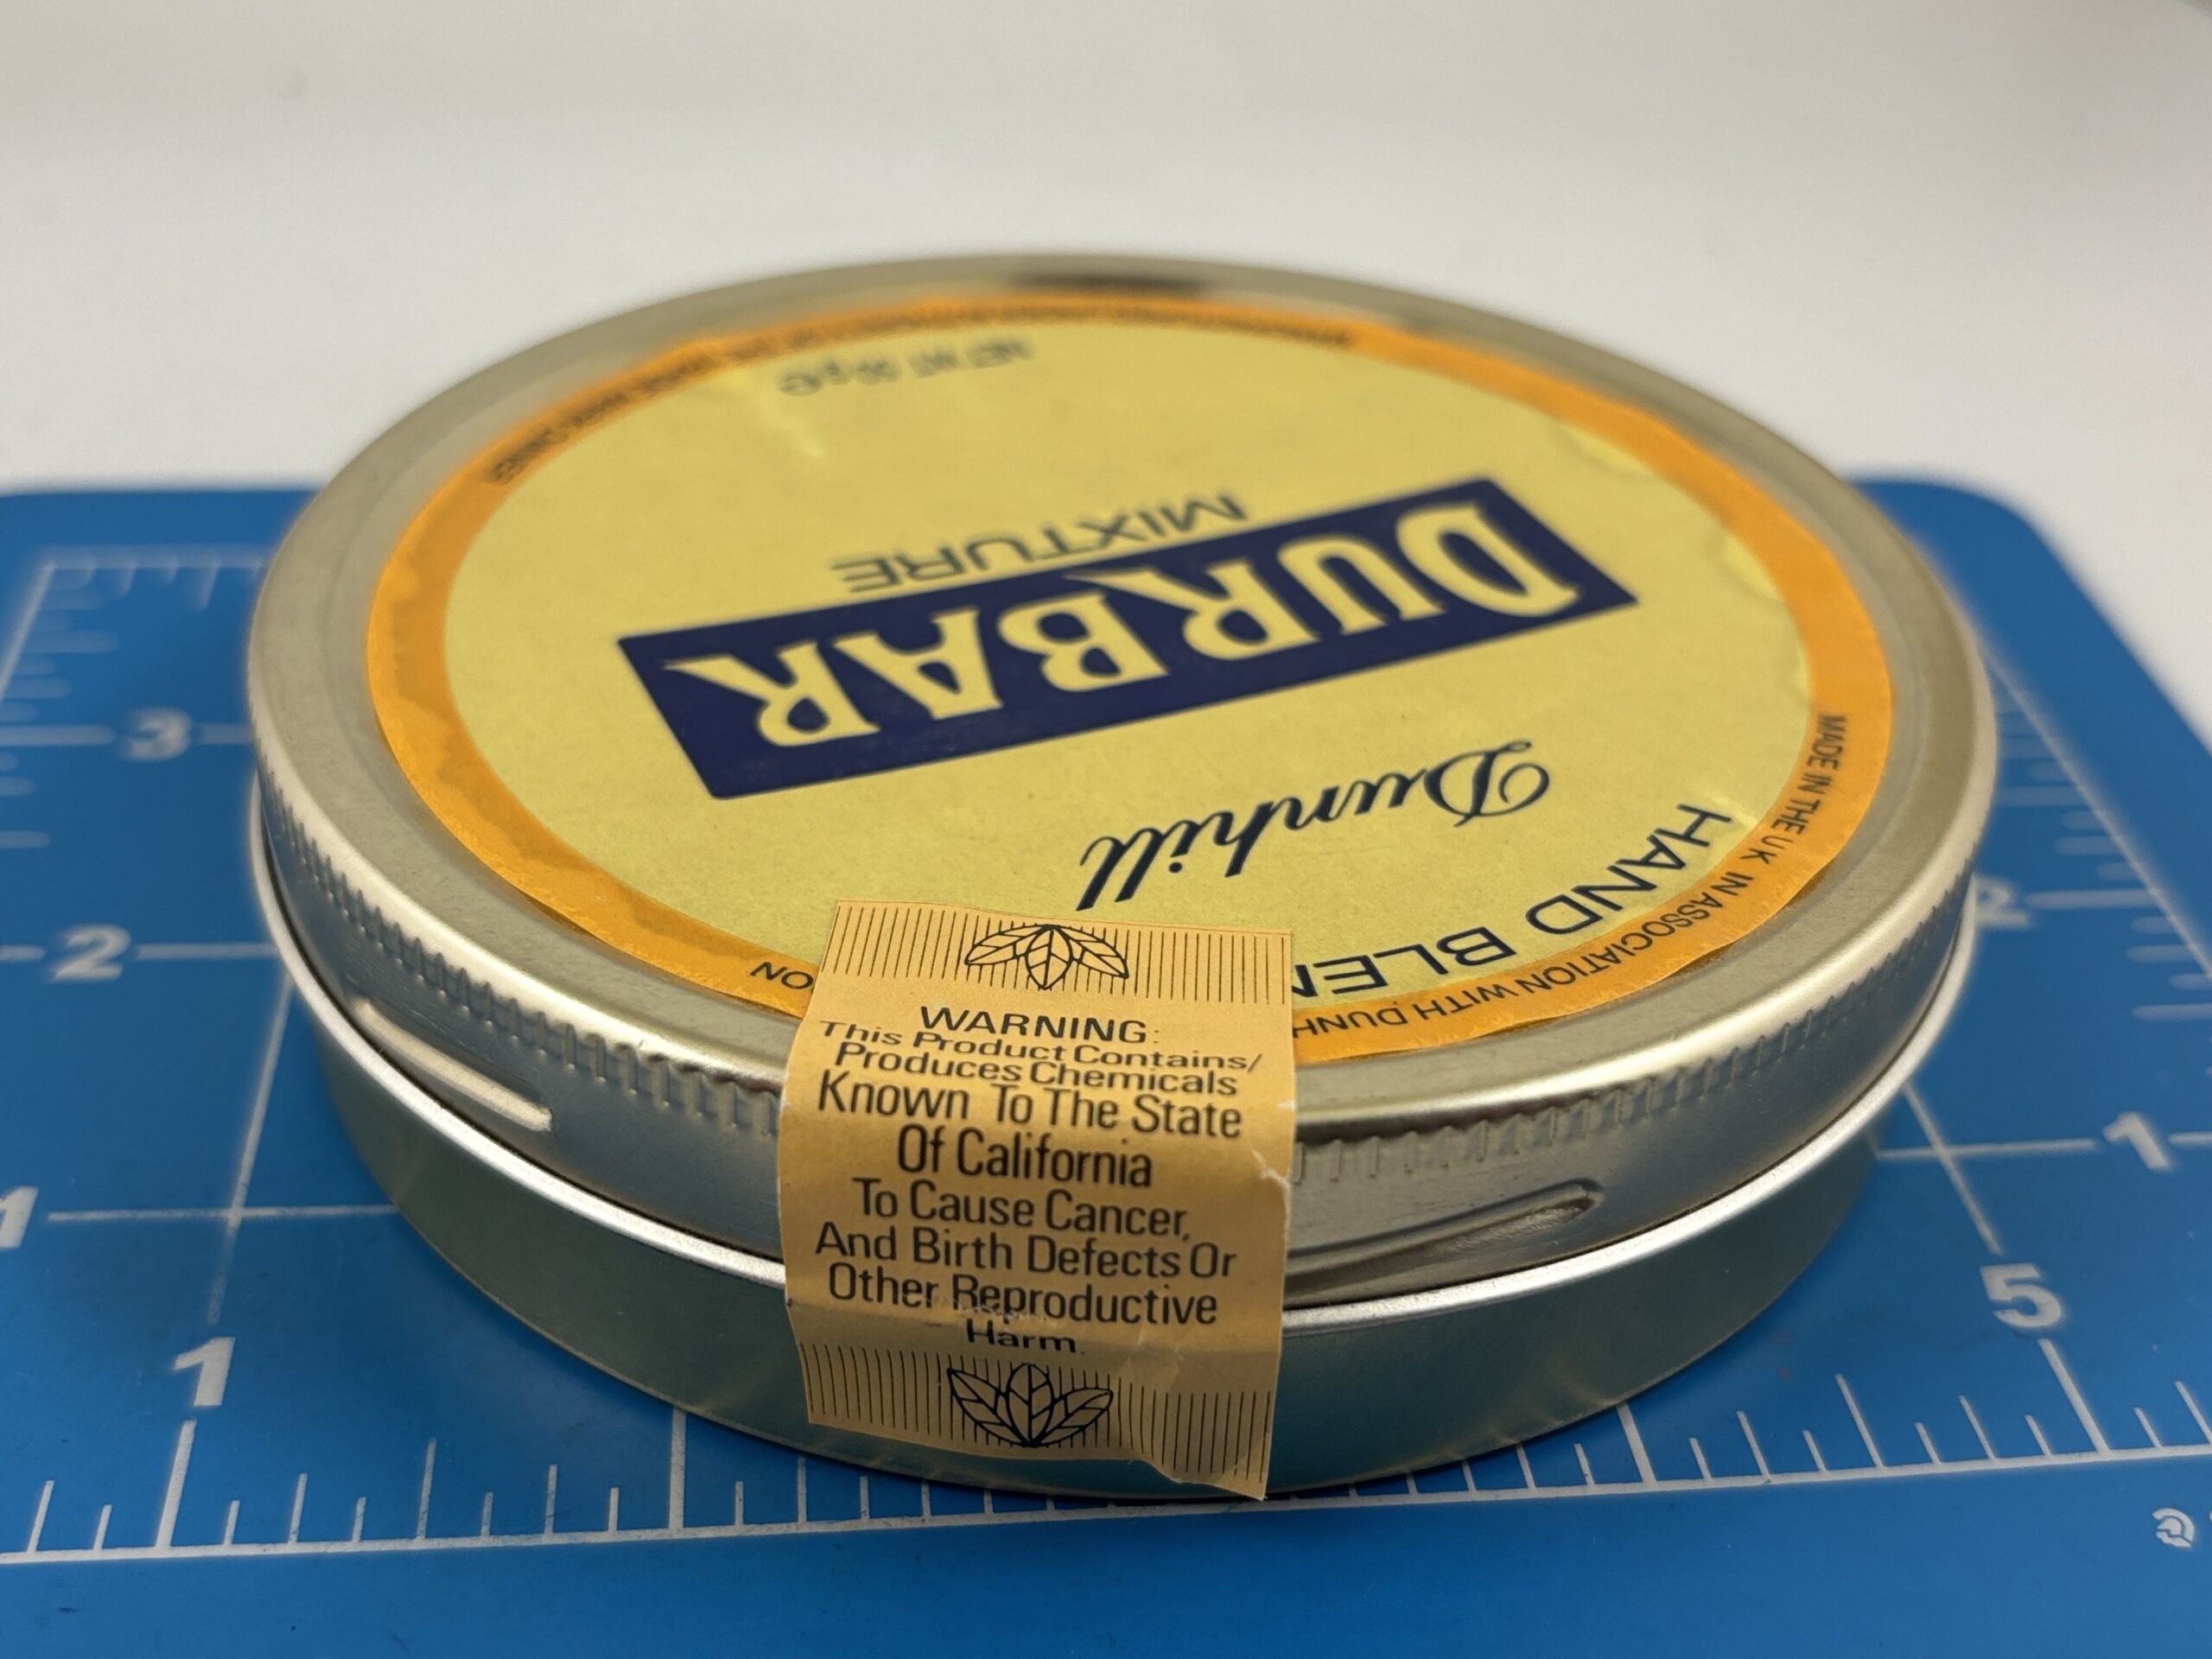 HAND BLEN
Dunhill
DURBAR
MIXTURE
NET WT
MADE IN THE U.K. IN ASSOCIATION WITH DUNH
ON
WARNING:
This Product Contains/
Produces Chemicals
Known To The State
Of California
To Cause Cancer,
And Birth Defects Or
Other Reproductive
Harm.
3
2
1
1
2
1
5